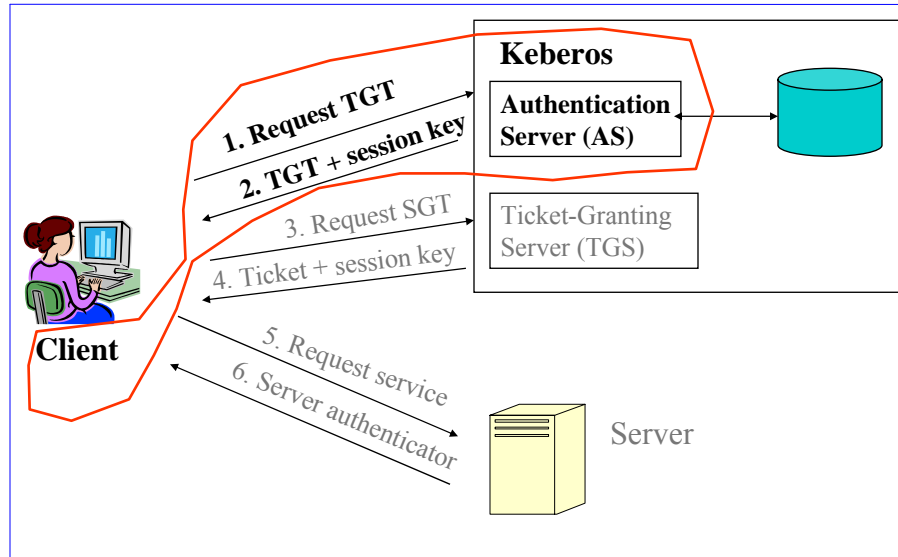 Keberos
Authentication
Server (AS)
1. Request TGT
2. TGT + session key
3. Request SGT
4. Ticket + session key
Ticket-Granting
Server (TGS)
Client
5. Request service
6. Server authenticator
Server